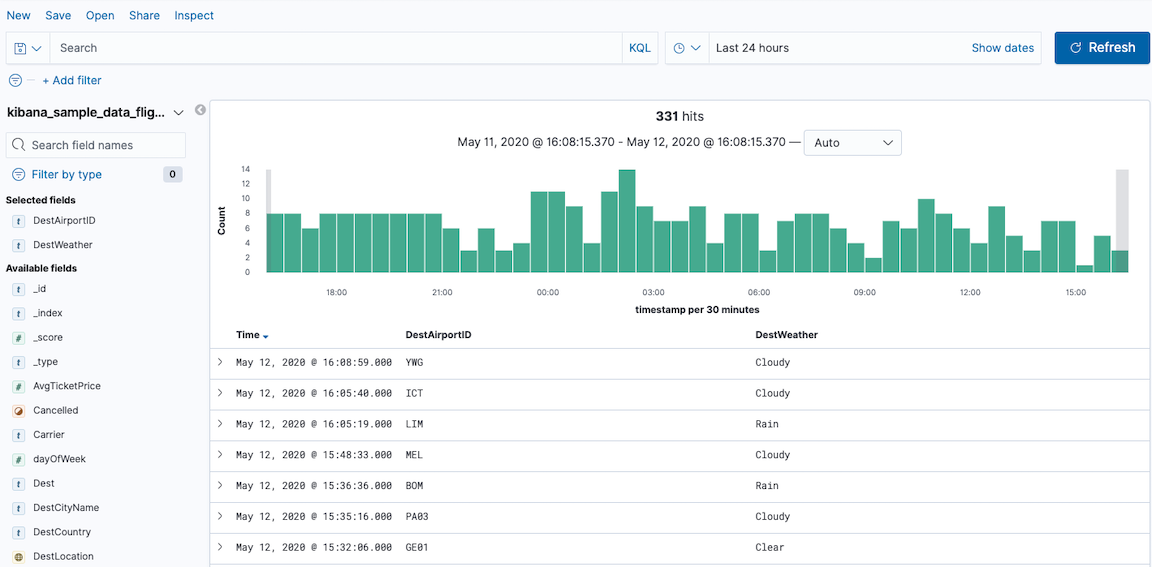 New Save Open Share Inspect
Search KQL Last 24 hours Show dates Refresh
+ Add filter
kibana_sample_data_flig...
Search field names
Filter by type 0
Selected fields
t DestAirportID
t DestWeather
Available fields
t _id
t _index
# _score
t _type
# AvgTicketPrice
Cancelled
t Carrier
# dayOfWeek
t Dest
t DestCityName
t DestCountry
DestLocation
331 hits
May 11, 2020 @ 16:08:15.370 - May 12, 2020 @ 16:08:15.370 — Auto
Count
14
12
10
8
6
4
2
0
18:00 21:00 00:00 03:00 06:00 09:00 12:00 15:00
timestamp per 30 minutes
Time DestAirportID DestWeather
May 12, 2020 @ 16:08:59.000 YWG Cloudy
May 12, 2020 @ 16:05:40.000 ICT Cloudy
May 12, 2020 @ 16:05:19.000 LIM Rain
May 12, 2020 @ 15:48:33.000 MEL Cloudy
May 12, 2020 @ 15:36:36.000 BOM Rain
May 12, 2020 @ 15:35:16.000 PA03 Cloudy
May 12, 2020 @ 15:32:06.000 GE01 Clear